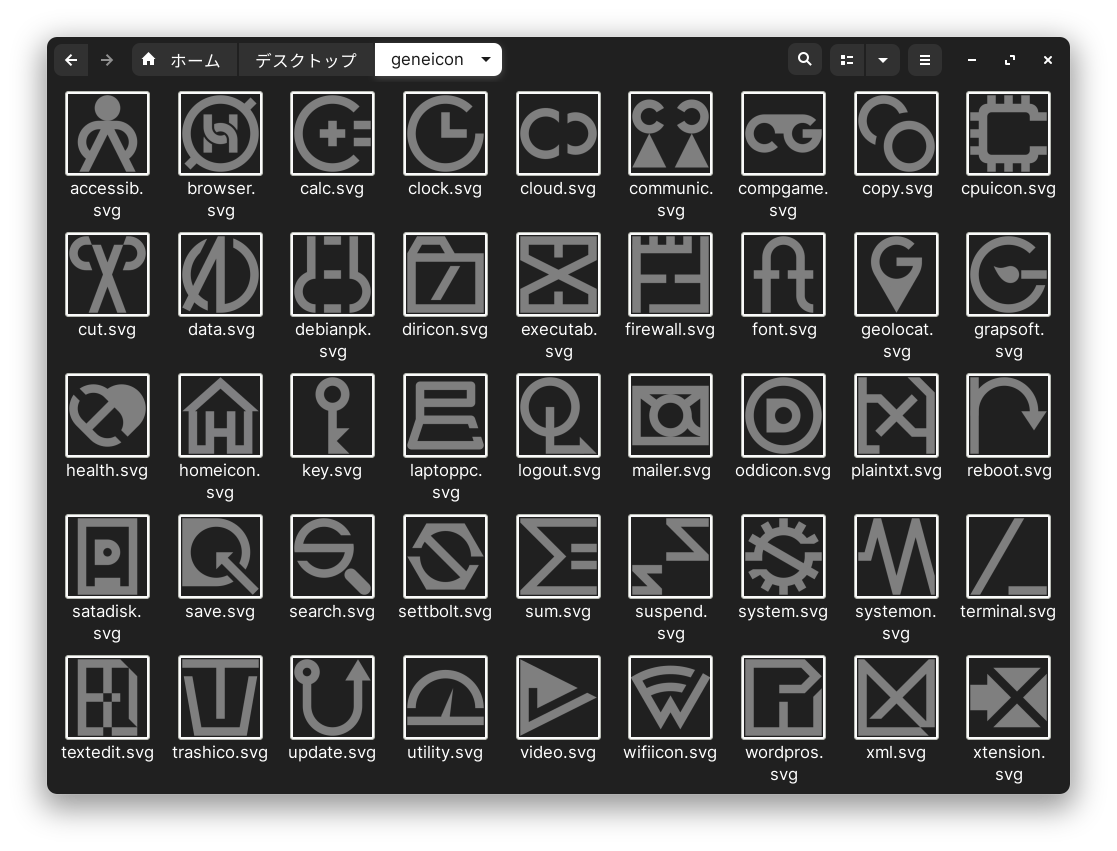 ホーム デスクトップ geneicon
accessib.
svg
browser.
svg
calc.svg
clock.svg
cloud.svg
communic.
svg
compgame.
svg
copy.svg
cpuicon.svg
cut.svg
data.svg
debianpk.
svg
diricon.svg
executab.
svg
firewall.svg
font.svg
geolocat.
svg
grapsoft.
svg
health.svg
homeicon.
svg
key.svg
laptoppc.
svg
logout.svg
mailer.svg
oddicon.svg
plaintxt.svg
reboot.svg
satadisk.
svg
save.svg
search.svg
settbolt.svg
sum.svg
suspend.
svg
system.svg
systemon.
svg
terminal.svg
textedit.svg
trashico.svg
update.svg
utility.svg
video.svg
wifiicon.svg
wordpros.
svg
xml.svg
xtension.
svg